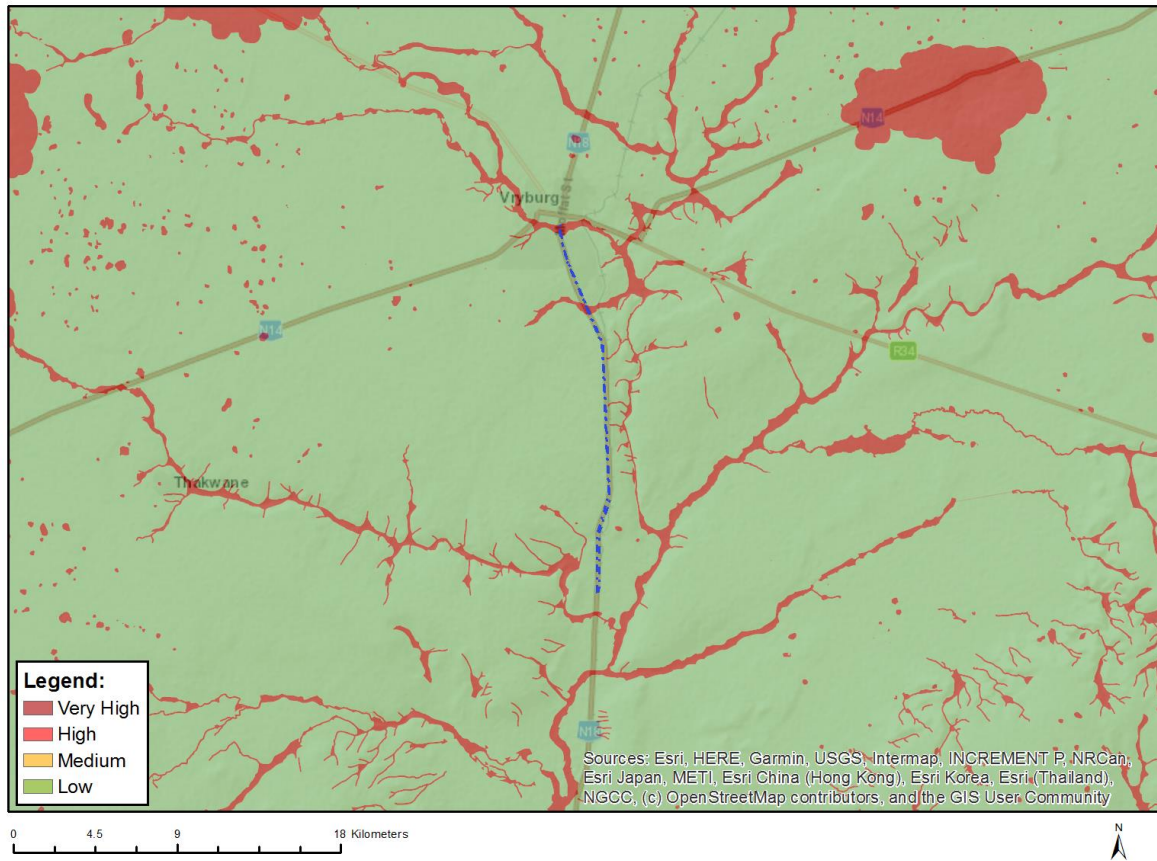 N18
N14
Vryburg
Moffat St
N14
R34
Thakwane
N18
Legend:
Very High
High
Medium
Low
Sources: Esri, HERE, Garmin, USGS, Intermap, INCREMENT P, NRCan,
Esri Japan, METI, Esri China (Hong Kong), Esri Korea, Esri (Thailand),
NGCC, (c) OpenStreetMap contributors, and the GIS User Community
0 4.5 9 18 Kilometers
N